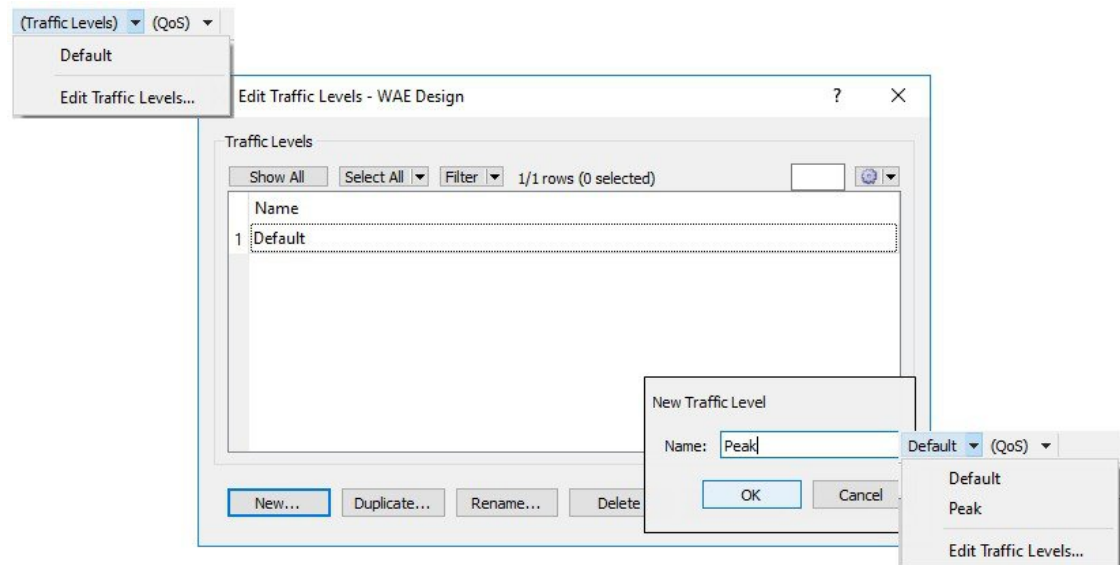 (Traffic Levels) (QoS)
Default
Edit Traffic Levels...
Edit Traffic Levels - WAE Design ? X
Traffic Levels
Show All Select All Filter 1/1 rows (0 selected)
Name
1 Default
New Traffic Level
Name: Peak
OK Cancel
New... Duplicate... Rename... Delete
Default (QoS)
Default
Peak
Edit Traffic Levels...